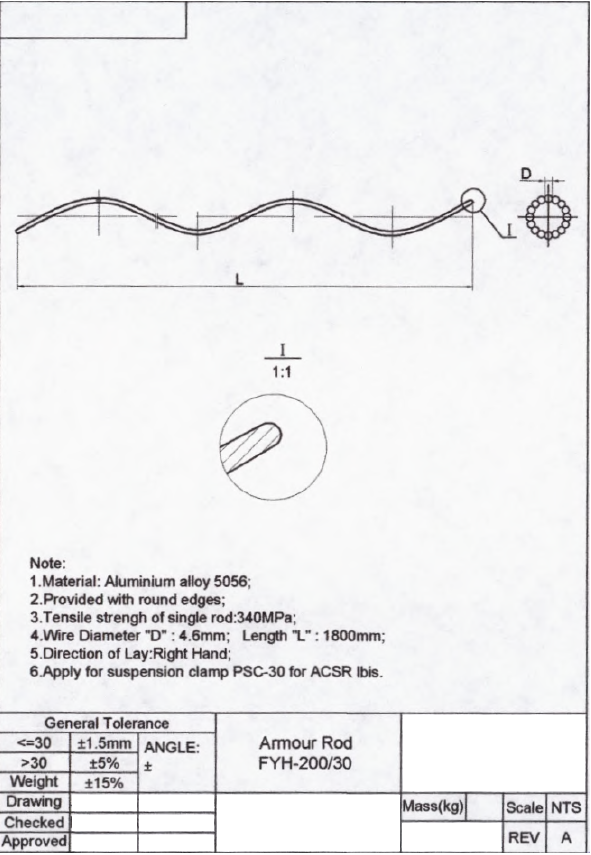 D
I
L
I
1:1
Note:
1.Material: Aluminium alloy 5056;
2.Provided with round edges;
3.Tensile strengh of single rod:340MPa;
4.Wire Diameter "D" : 4.6mm; Length "L" : 1800mm;
5.Direction of Lay:Right Hand;
6.Apply for suspension clamp PSC-30 for ACSR Ibis.
General Tolerance
<=30 ±1.5mm ANGLE:
>30 ±5% ±
Weight ±15%
Armour Rod
FYH-200/30
Drawing
Checked
Approved
Mass(kg) Scale NTS
REV A